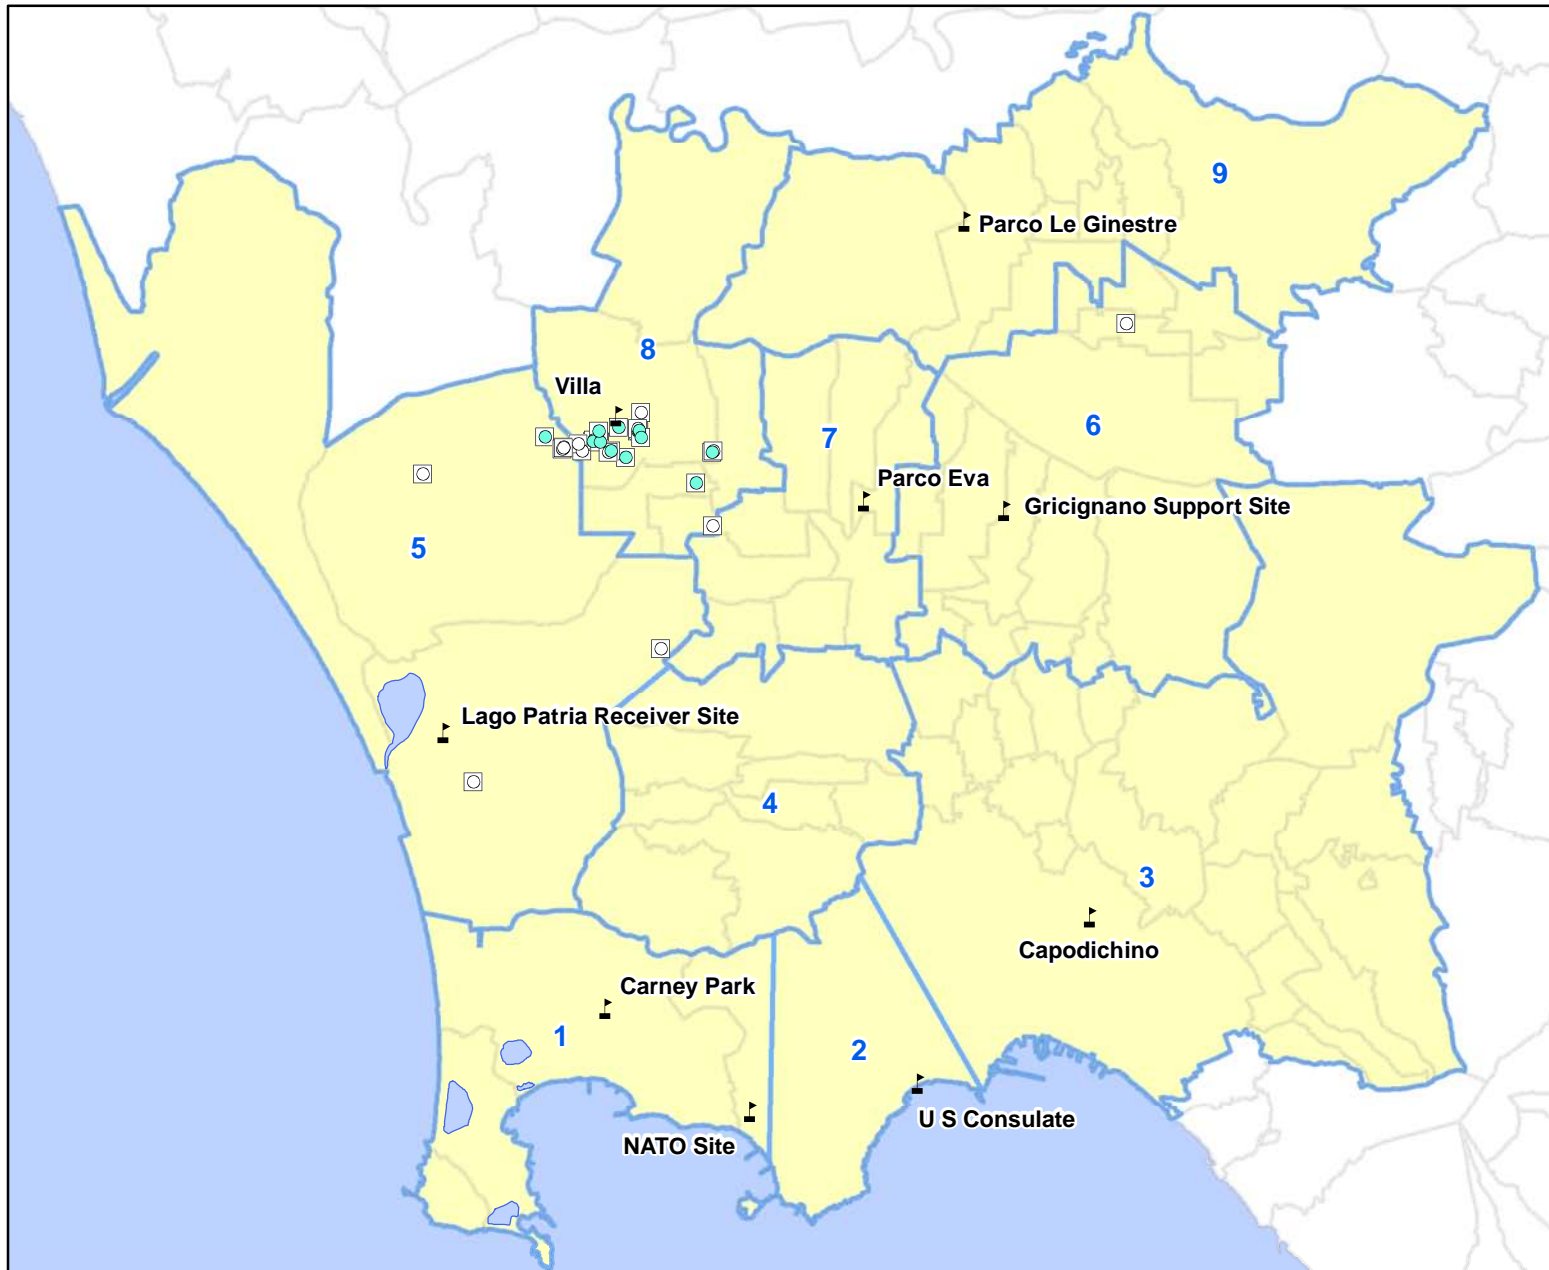 9
Parco Le Ginestre
8
Villa
7
6
Parco Eva
Gricignano Support Site
5
Lago Patria Receiver Site
4
3
Capodichino
Carney Park
1
2
U S Consulate
NATO Site